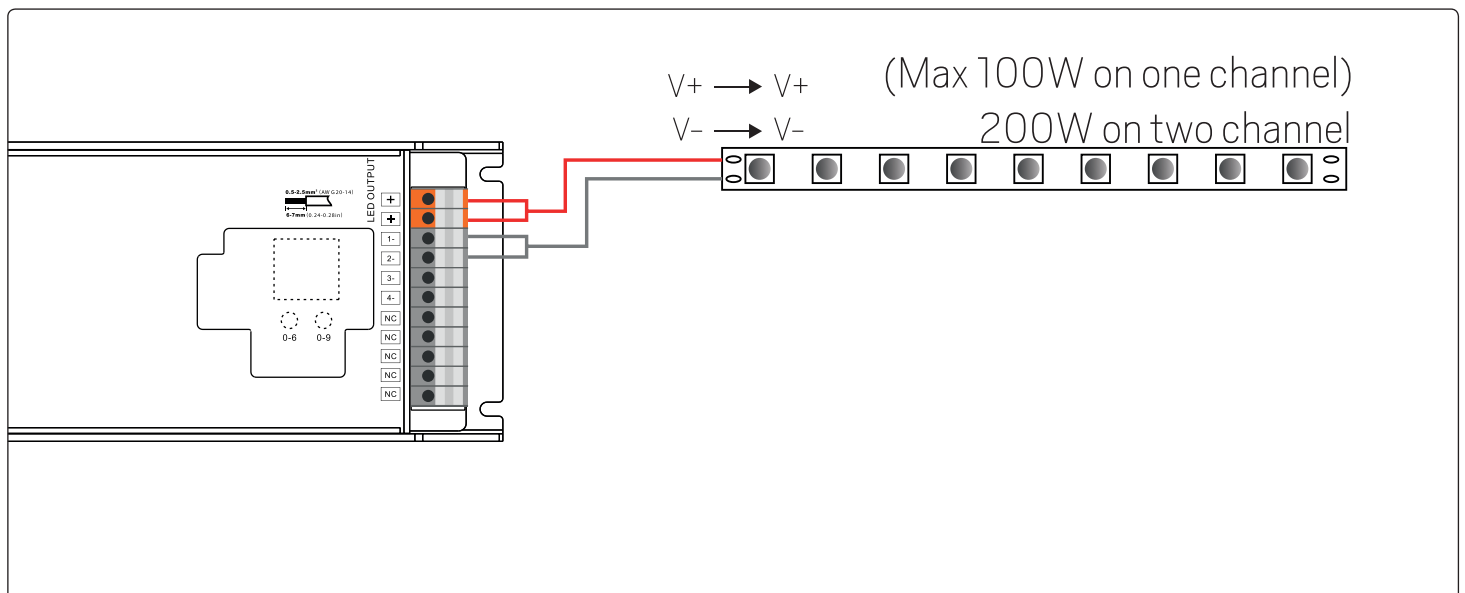 (Max 100W on one channel)
V+ → V+
V- → V-
200W on two channel
0.5-2.5mm² (AWG20-14)
6-7mm (0.24-0.28in)
LED OUTPUT
+
+
1-
2-
3-
4-
NC
NC
NC
NC
NC
0-6 0-9